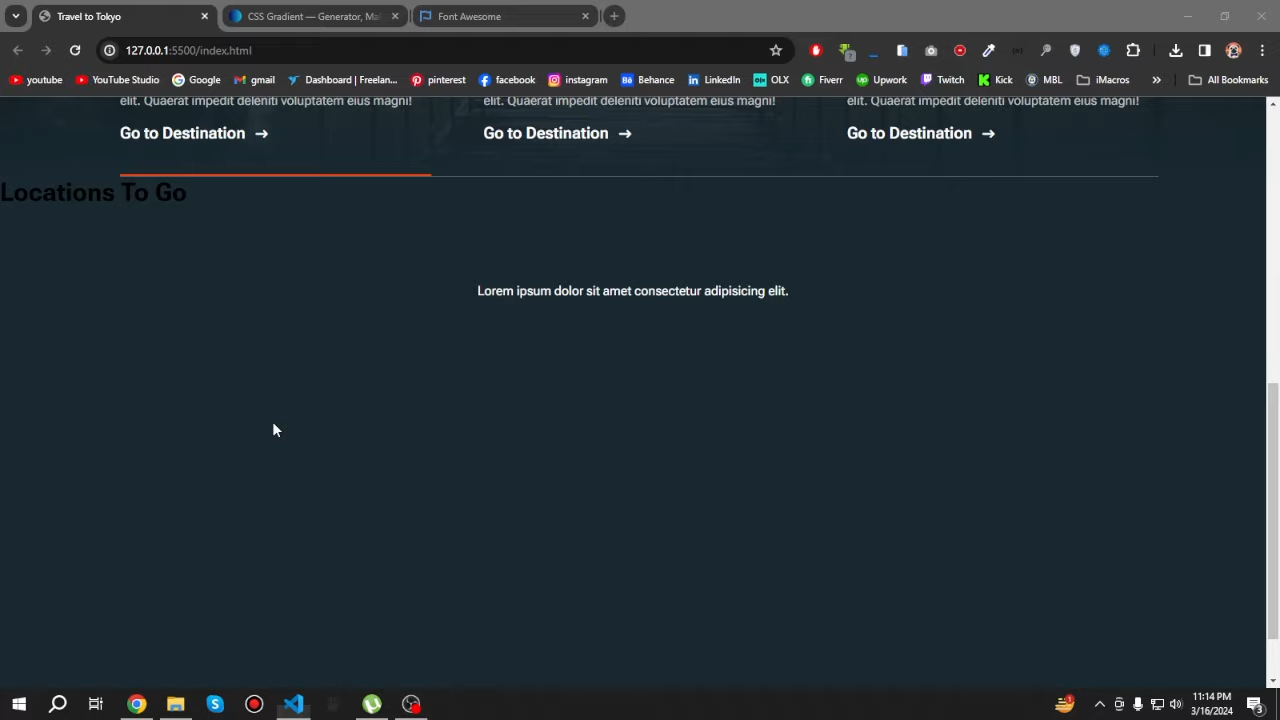 Travel to Tokyo
CSS Gradient — Generator, Ma
Font Awesome
127.0.0.1:5500/index.html
youtube
YouTube Studio
Google
gmail
Dashboard | Freelan...
pinterest
facebook
instagram
Behance
LinkedIn
OLX
Fiverr
Upwork
Twitch
Kick
MBL
iMacros
»
All Bookmarks
elit. Quaerat impedit deleniti voluptatem eius magni!
elit. Quaerat impedit deleniti voluptatem eius magni!
elit. Quaerat impedit deleniti voluptatem eius magni!
Go to Destination →
Go to Destination →
Go to Destination →
Locations To Go
Lorem ipsum dolor sit amet consectetur adipisicing elit.
11:14 PM
3/16/2024